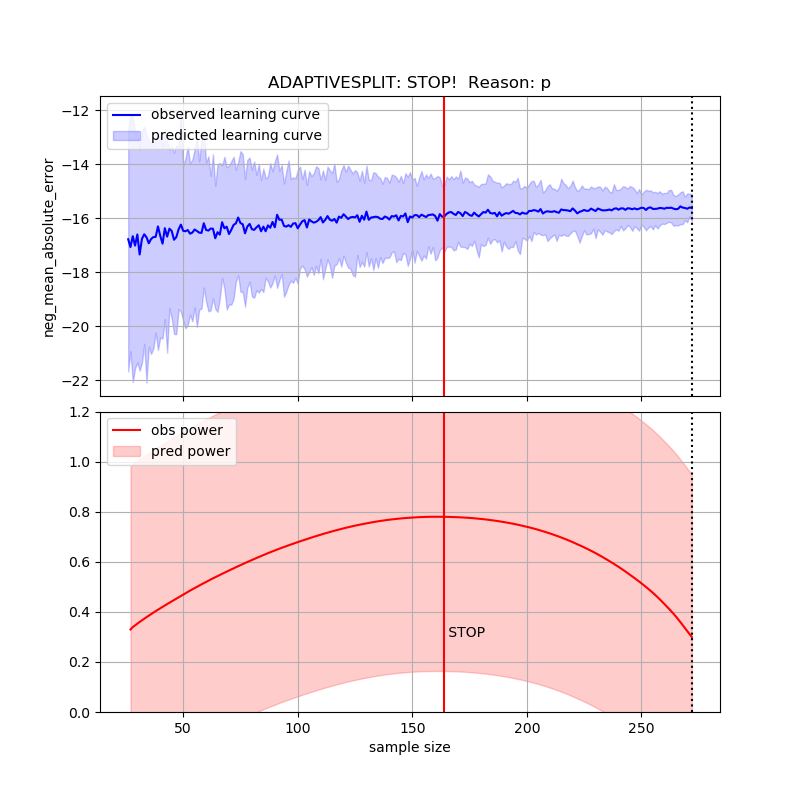 ADAPTIVESPLIT: STOP!  Reason: p
observed learning curve
predicted learning curve
neg_mean_absolute_error
−12
−14
−16
−18
−20
−22
obs power
pred power
1.2
1.0
0.8
0.6
0.4
0.2
0.0
STOP
50
100
150
200
250
sample size